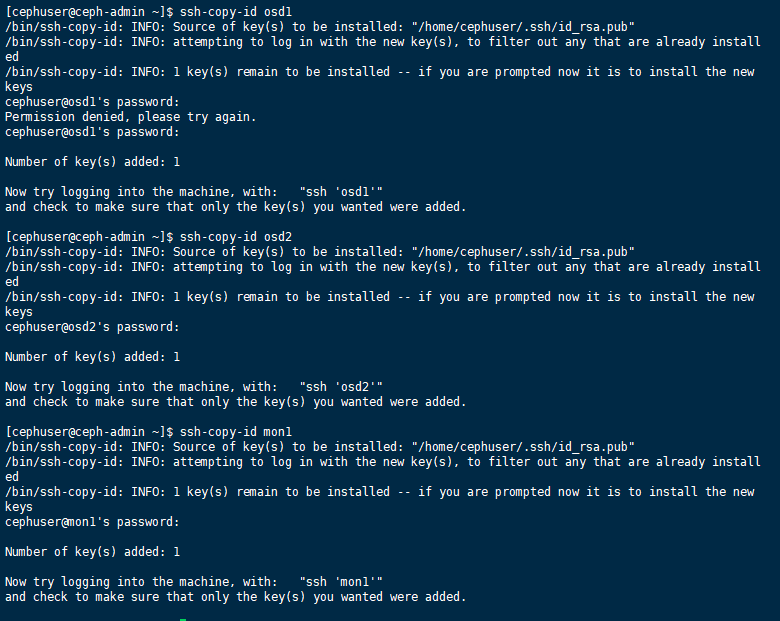 [cephuser@ceph-admin ~]$ ssh-copy-id osd1
/bin/ssh-copy-id: INFO: Source of key(s) to be installed: "/home/cephuser/.ssh/id_rsa.pub"
/bin/ssh-copy-id: INFO: attempting to log in with the new key(s), to filter out any that are already install
ed
/bin/ssh-copy-id: INFO: 1 key(s) remain to be installed -- if you are prompted now it is to install the new
keys
cephuser@osd1's password:
Permission denied, please try again.
cephuser@osd1's password:

Number of key(s) added: 1

Now try logging into the machine, with:   "ssh 'osd1'"
and check to make sure that only the key(s) you wanted were added.

[cephuser@ceph-admin ~]$ ssh-copy-id osd2
/bin/ssh-copy-id: INFO: Source of key(s) to be installed: "/home/cephuser/.ssh/id_rsa.pub"
/bin/ssh-copy-id: INFO: attempting to log in with the new key(s), to filter out any that are already install
ed
/bin/ssh-copy-id: INFO: 1 key(s) remain to be installed -- if you are prompted now it is to install the new
keys
cephuser@osd2's password:

Number of key(s) added: 1

Now try logging into the machine, with:   "ssh 'osd2'"
and check to make sure that only the key(s) you wanted were added.

[cephuser@ceph-admin ~]$ ssh-copy-id mon1
/bin/ssh-copy-id: INFO: Source of key(s) to be installed: "/home/cephuser/.ssh/id_rsa.pub"
/bin/ssh-copy-id: INFO: attempting to log in with the new key(s), to filter out any that are already install
ed
/bin/ssh-copy-id: INFO: 1 key(s) remain to be installed -- if you are prompted now it is to install the new
keys
cephuser@mon1's password:

Number of key(s) added: 1

Now try logging into the machine, with:   "ssh 'mon1'"
and check to make sure that only the key(s) you wanted were added.